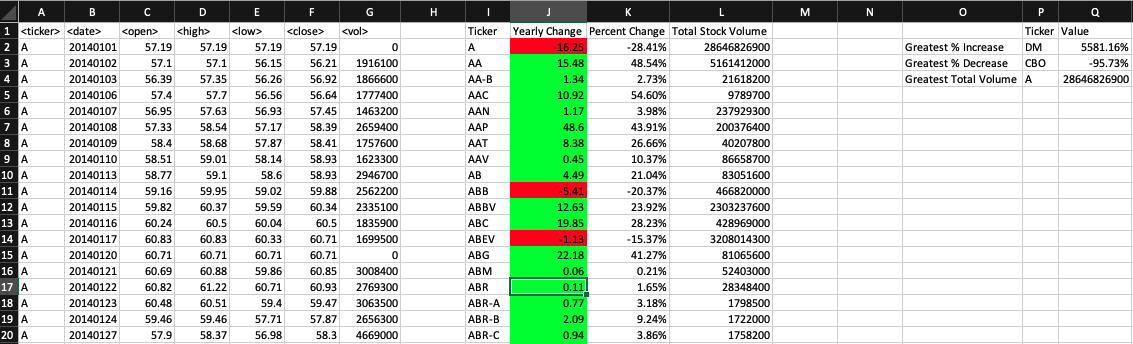 A B C D E F G H I J K L M N O P Q
1 <ticker> <date> <open> <high> <low> <close> <vol> Ticker Yearly Change Percent Change Total Stock Volume Ticker Value
2 A 20140101 57.19 57.19 57.19 57.19 0 A -16.25 -28.41% 28646826900 Greatest % Increase DM 5581.16%
3 A 20140102 57.1 57.1 56.15 56.21 1916100 AA 15.48 48.54% 5161412000 Greatest % Decrease CBO -95.73%
4 A 20140103 56.39 57.35 56.26 56.92 1866600 AA-B 1.34 2.73% 21618200 Greatest Total Volume A 28646826900
5 A 20140106 57.4 57.7 56.56 56.64 1777400 AAC 10.92 54.60% 9789700
6 A 20140107 56.95 57.63 56.93 57.45 1463200 AAN 1.17 3.98% 237929300
7 A 20140108 57.33 58.54 57.17 58.39 2659400 AAP 48.6 43.91% 200376400
8 A 20140109 58.4 58.68 57.87 58.41 1757600 AAT 8.38 26.66% 40207800
9 A 20140110 58.51 59.01 58.14 58.93 1623300 AAV 0.45 10.37% 86658700
10 A 20140113 58.77 59.1 58.6 58.93 2946700 AB 4.49 21.04% 83051600
11 A 20140114 59.16 59.95 59.02 59.88 2562200 ABB -5.41 -20.37% 466820000
12 A 20140115 59.82 60.37 59.59 60.34 2335100 ABBV 12.63 23.92% 2303237600
13 A 20140116 60.24 60.5 60.04 60.5 1835900 ABC 19.85 28.23% 428969000
14 A 20140117 60.83 60.83 60.33 60.71 1699500 ABEV -1.13 -15.37% 3208014300
15 A 20140120 60.71 60.71 60.71 60.71 0 ABG 22.18 41.27% 81065600
16 A 20140121 60.69 60.88 59.86 60.85 3008400 ABM 0.06 0.21% 52403000
17 A 20140122 60.82 61.22 60.71 60.93 2769300 ABR 0.11 1.65% 28348400
18 A 20140123 60.48 60.51 59.4 59.47 3063500 ABR-A 0.77 3.18% 1798500
19 A 20140124 59.46 59.46 57.71 57.87 2656300 ABR-B 2.09 9.24% 1722000
20 A 20140127 57.9 58.37 56.98 58.3 4669000 ABR-C 0.94 3.86% 1758200